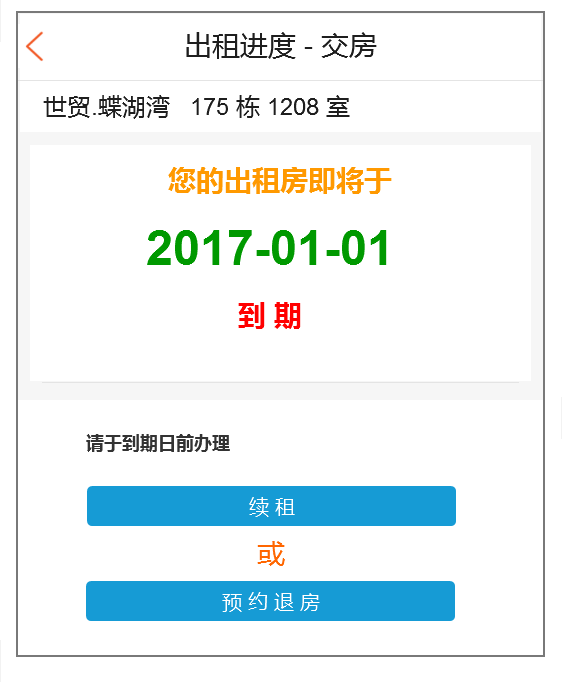 出租进度 - 交房
世贸.蝶湖湾 175 栋 1208 室
您的出租房即将于
2017-01-01
到 期
请于到期日前办理
续 租
或
预 约 退 房